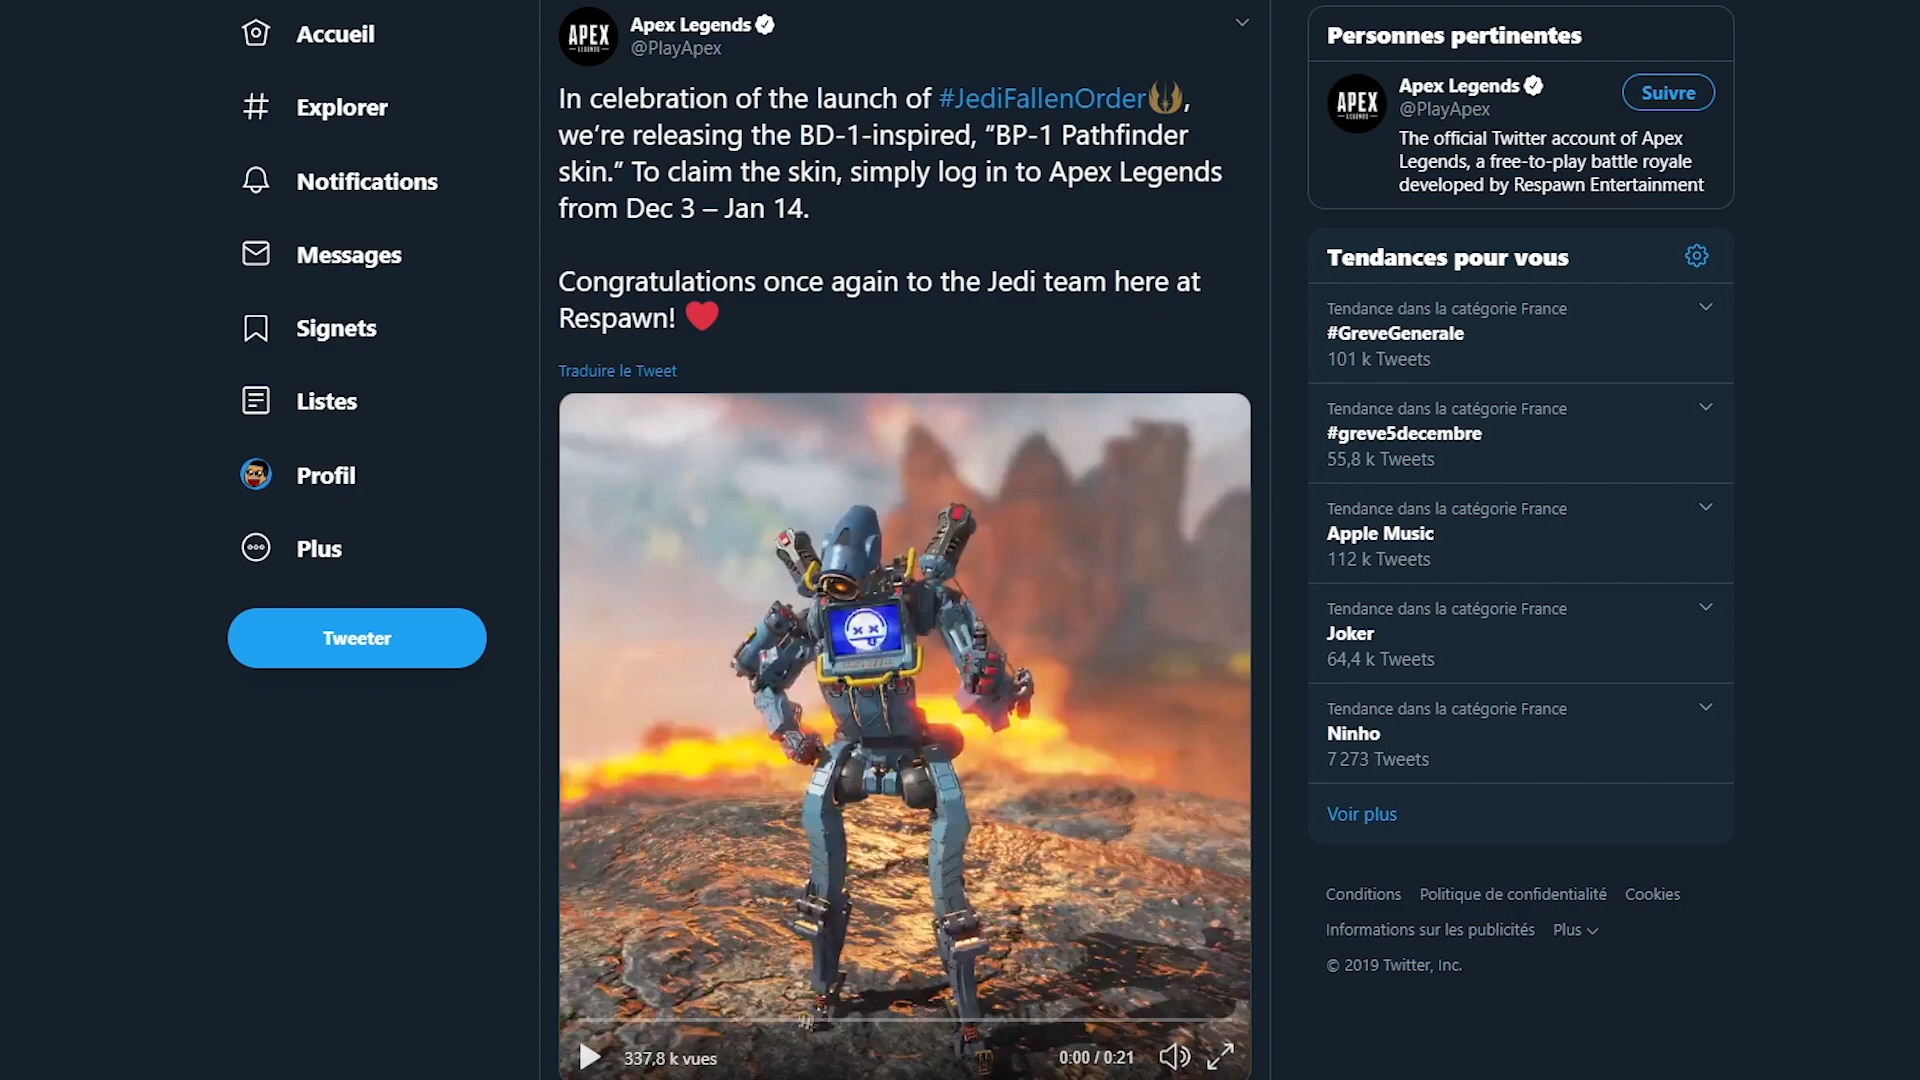 Accueil
Explorer
Notifications
Messages
Signets
Listes
Profil
Plus
Tweeter
APEX
LEGENDS
Apex Legends
@PlayApex
In celebration of the launch of #JediFallenOrder,
we’re releasing the BD-1-inspired, “BP-1 Pathfinder
skin.” To claim the skin, simply log in to Apex Legends
from Dec 3 – Jan 14.
Congratulations once again to the Jedi team here at
Respawn! ❤
Traduire le Tweet
337,8 k vues
0:00 / 0:21
Personnes pertinentes
APEX
LEGENDS
Apex Legends
@PlayApex
Suivre
The official Twitter account of Apex
Legends, a free-to-play battle royale
developed by Respawn Entertainment
Tendances pour vous
Tendance dans la catégorie France
#GreveGenerale
101 k Tweets
Tendance dans la catégorie France
#greve5decembre
55,8 k Tweets
Tendance dans la catégorie France
Apple Music
112 k Tweets
Tendance dans la catégorie France
Joker
64,4 k Tweets
Tendance dans la catégorie France
Ninho
7 273 Tweets
Voir plus
Conditions Politique de confidentialité Cookies
Informations sur les publicités Plus
© 2019 Twitter, Inc.